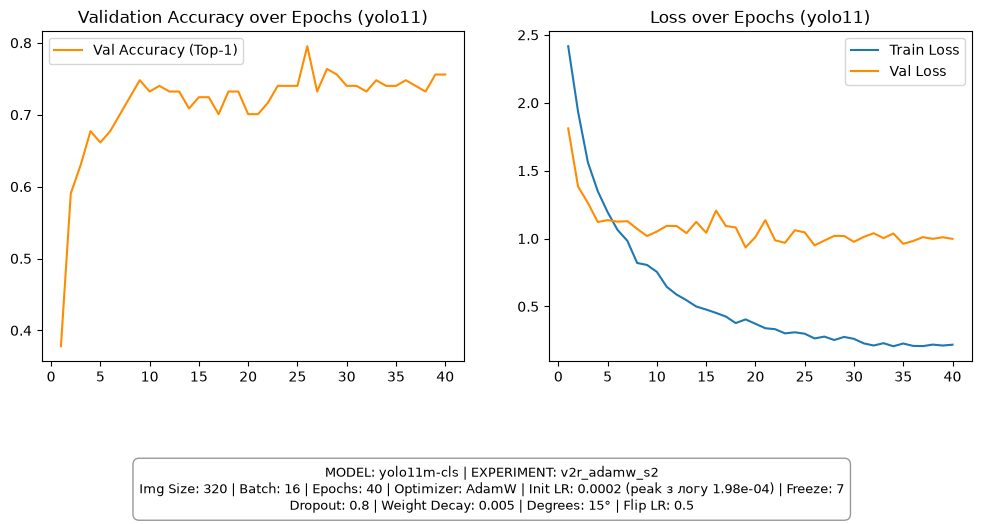 Validation Accuracy over Epochs (yolo11)
Val Accuracy (Top-1)
0.8
0.7
0.6
0.5
0.4
0 5 10 15 20 25 30 35 40
Loss over Epochs (yolo11)
Train Loss
Val Loss
2.5
2.0
1.5
1.0
0.5
0 5 10 15 20 25 30 35 40
MODEL: yolo11m-cls | EXPERIMENT: v2r_adamw_s2
Img Size: 320 | Batch: 16 | Epochs: 40 | Optimizer: AdamW | Init LR: 0.0002 (peak з логу 1.98e-04) | Freeze: 7
Dropout: 0.8 | Weight Decay: 0.005 | Degrees: 15° | Flip LR: 0.5